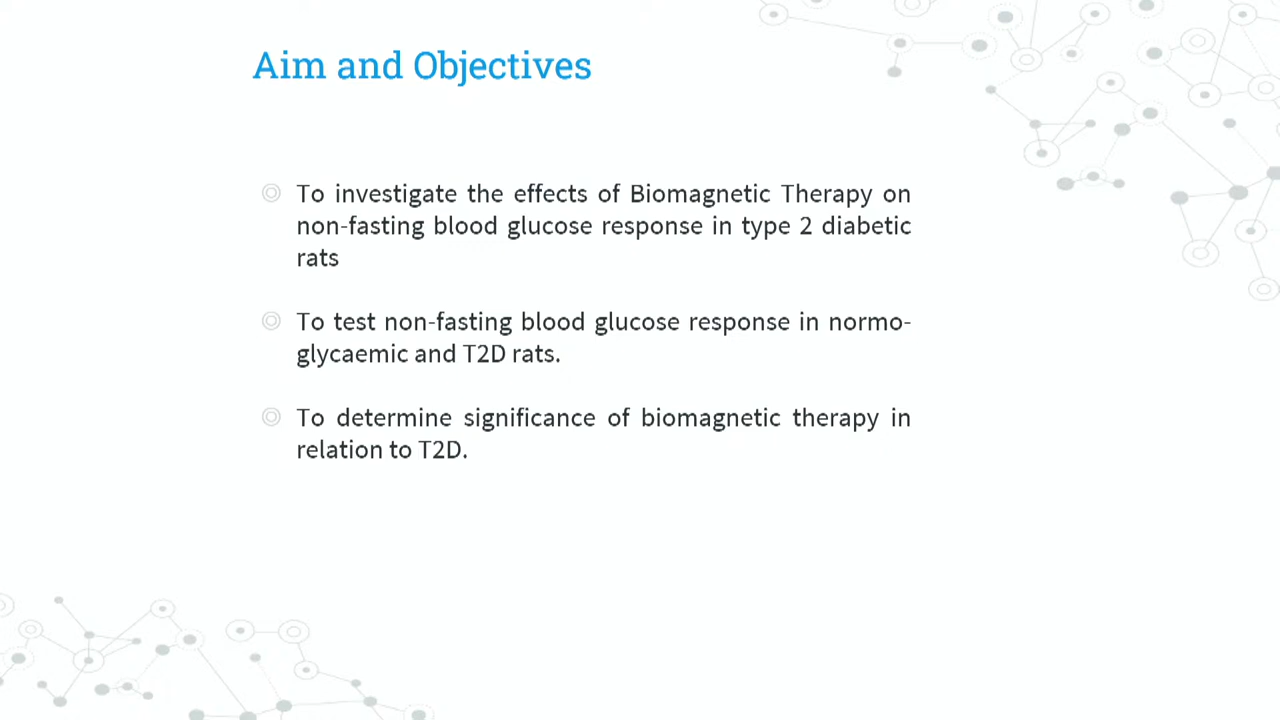 Aim and Objectives
To investigate the effects of Biomagnetic Therapy on
non-fasting blood glucose response in type 2 diabetic
rats
To test non-fasting blood glucose response in normo-
glycaemic and T2D rats.
To determine significance of biomagnetic therapy in
relation to T2D.